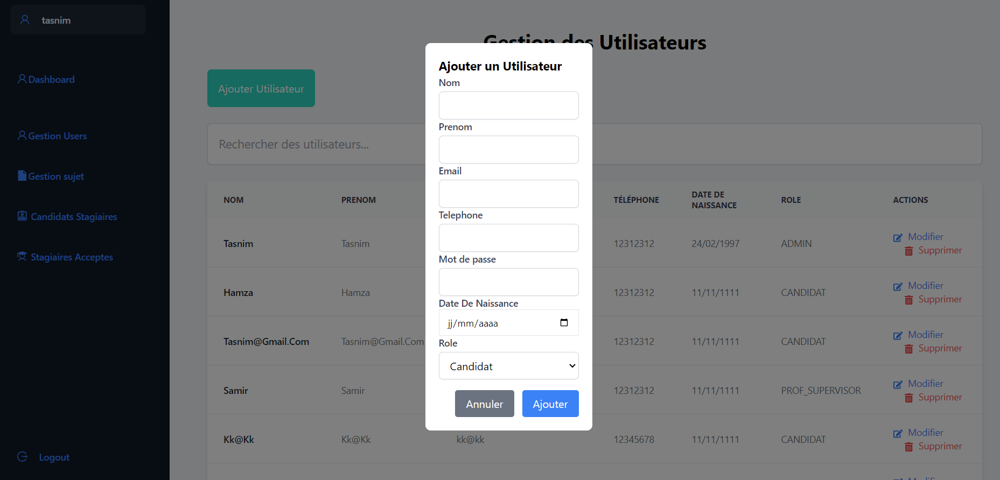 tasnim
Dashboard
Gestion Users
Gestion sujet
Candidats Stagiaires
Stagiaires Acceptes
Logout
Gestion des Utilisateurs
Ajouter Utilisateur
Rechercher des utilisateurs...
NOM PRENOM TÉLÉPHONE DATE DE NAISSANCE ROLE ACTIONS
Tasnim Tasnim 12312312 24/02/1997 ADMIN Modifier
Supprimer
Hamza Hamza 12312312 11/11/1111 CANDIDAT Modifier
Supprimer
Tasnim@Gmail.Com Tasnim@Gmail.Com 12312312 11/11/1111 CANDIDAT Modifier
Supprimer
Samir Samir 12312312 11/11/1111 PROF_SUPERVISOR Modifier
Supprimer
Kk@Kk Kk@Kk kk@kk 12345678 11/11/1111 CANDIDAT Modifier
Supprimer
Ajouter un Utilisateur
Nom
Prenom
Email
Telephone
Mot de passe
Date De Naissance
jj/mm/aaaa
Role
Candidat
Annuler Ajouter